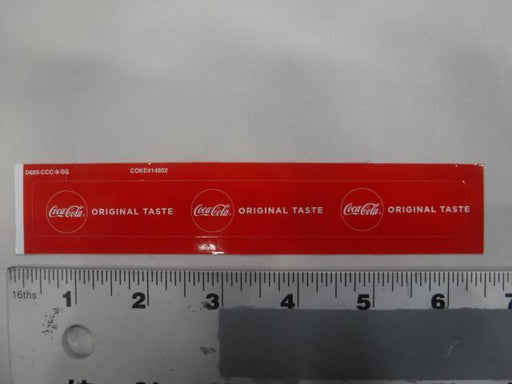 D680-CCC-9-SG COKE#14802
Coca-Cola ORIGINAL TASTE Coca-Cola ORIGINAL TASTE Coca-Cola ORIGINAL TASTE
16ths 1 2 3 4 5 6 7